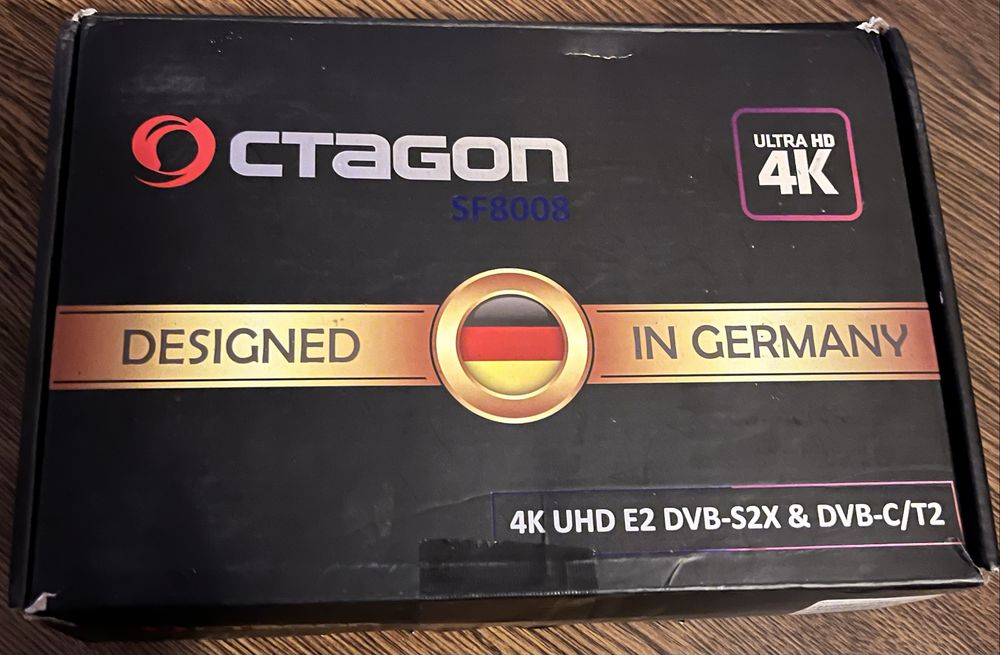 OCTAGON
SF8008
ULTRA HD
4K
DESIGNED
IN GERMANY
4K UHD E2 DVB-S2X & DVB-C/T2